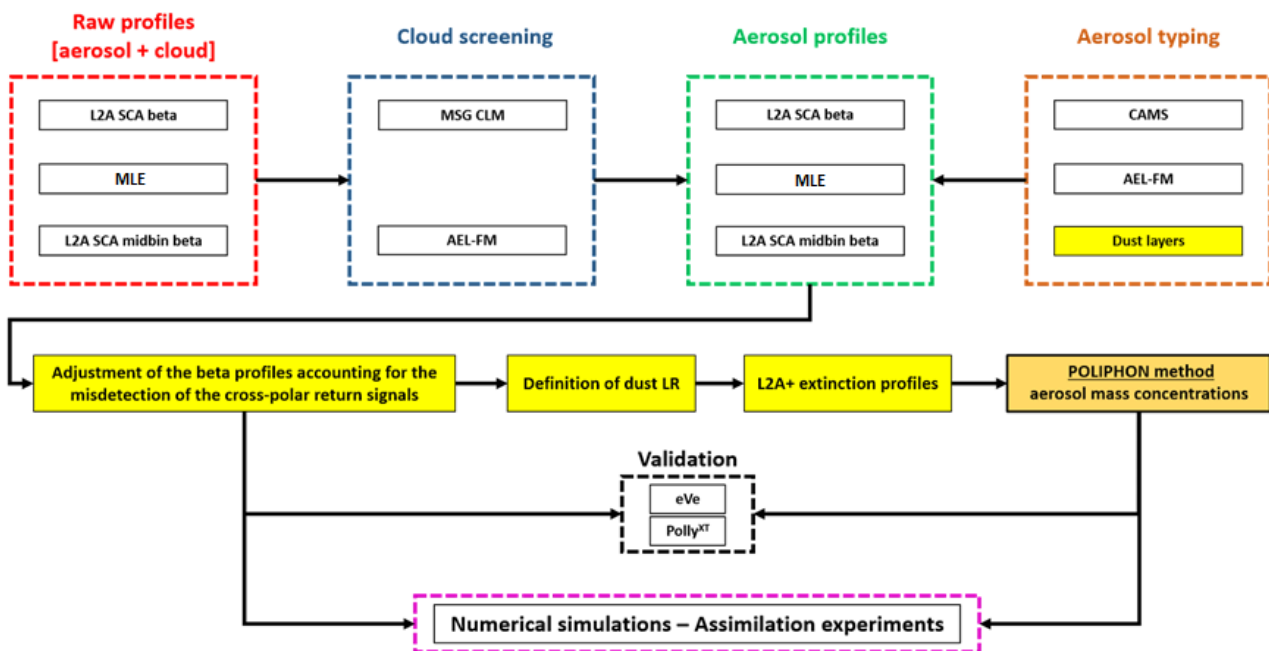 Raw profiles
[aerosol + cloud]
L2A SCA beta
MLE
L2A SCA midbin beta
Cloud screening
MSG CLM
AEL-FM
Aerosol profiles
L2A SCA beta
MLE
L2A SCA midbin beta
Aerosol typing
CAMS
AEL-FM
Dust layers
Adjustment of the beta profiles accounting for the
misdetection of the cross-polar return signals
Definition of dust LR
L2A+ extinction profiles
POLIPHON method
aerosol mass concentrations
Validation
eVe
Polly^XT
Numerical simulations – Assimilation experiments